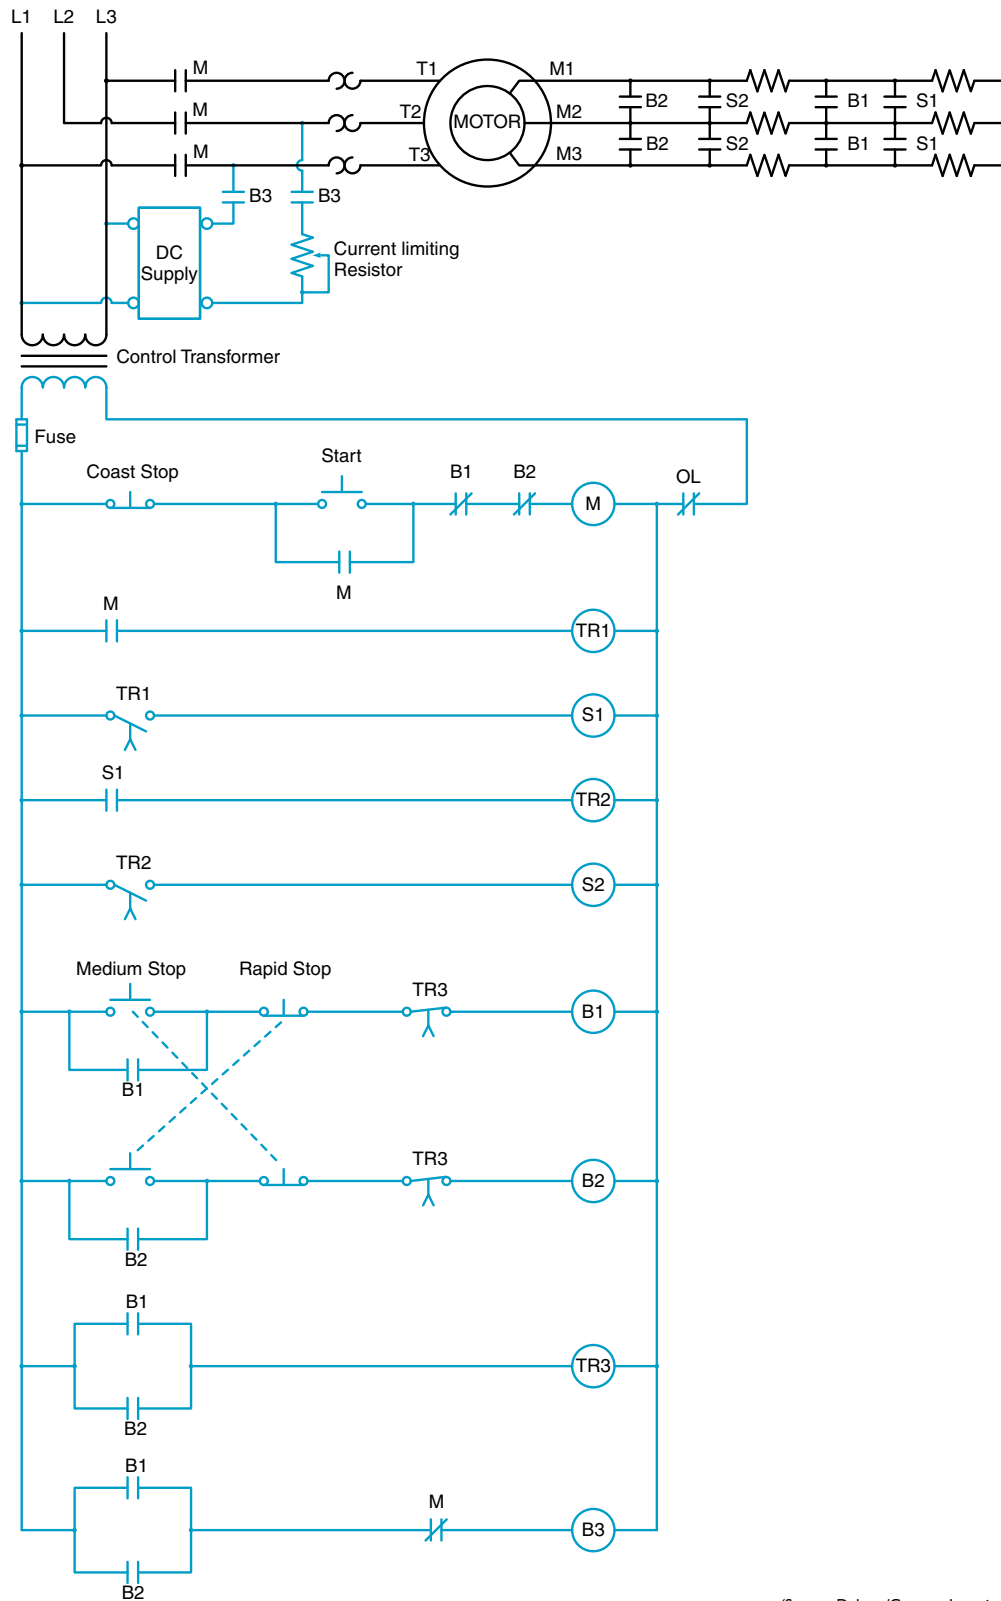 L1 L2 L3
M T1 M1
B2 S2 B1 S1
M T2 MOTOR M2
B2 S2 B1 S1
M T3 M3
B3 B3
DC
Supply
Current limiting
Resistor
Control Transformer
Fuse
Coast Stop Start B1 B2 OL
M
M
M
TR1
TR1
S1
S1
TR2
TR2
S2
Medium Stop Rapid Stop TR3
B1
B1
TR3
B2
B2
B1
TR3
B2
B1
M
B3
B2